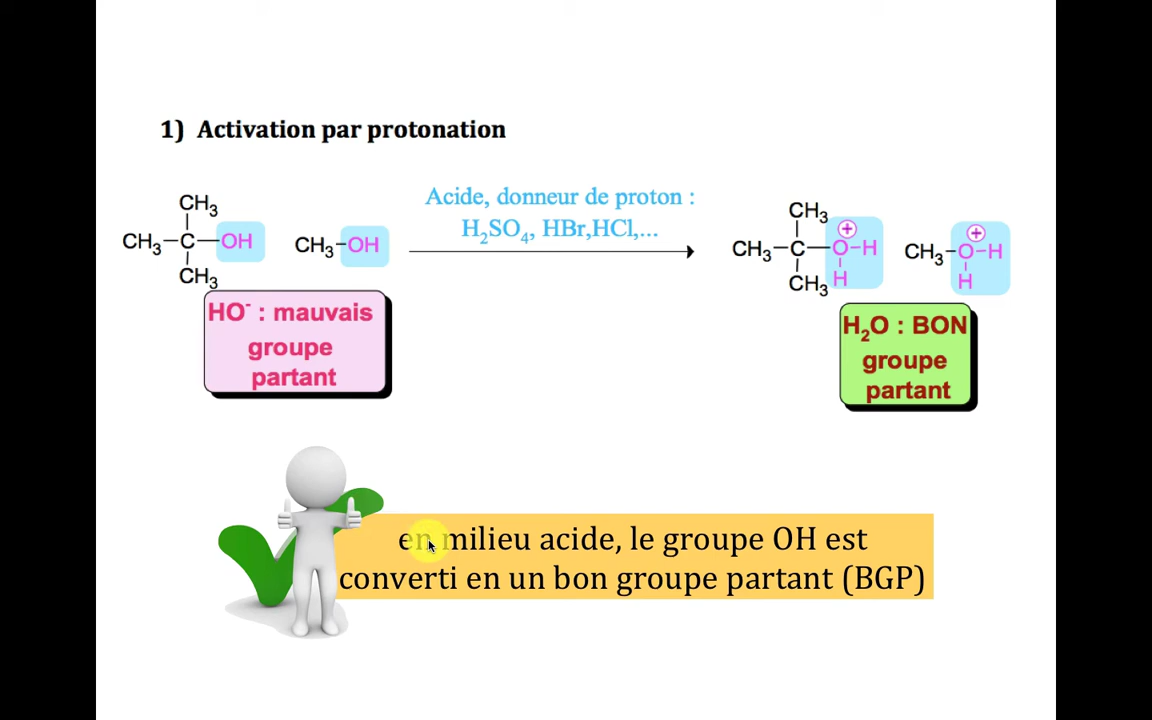 1) Activation par protonation
Acide, donneur de proton :
H₂SO₄, HBr,HCl,...
CH₃
CH₃–C–OH
CH₃
CH₃–OH
CH₃
CH₃–C–O–H
H
CH₃
CH₃–O–H
H
HO⁻ : mauvais
groupe
partant
H₂O : BON
groupe
partant
en milieu acide, le groupe OH est
converti en un bon groupe partant (BGP)